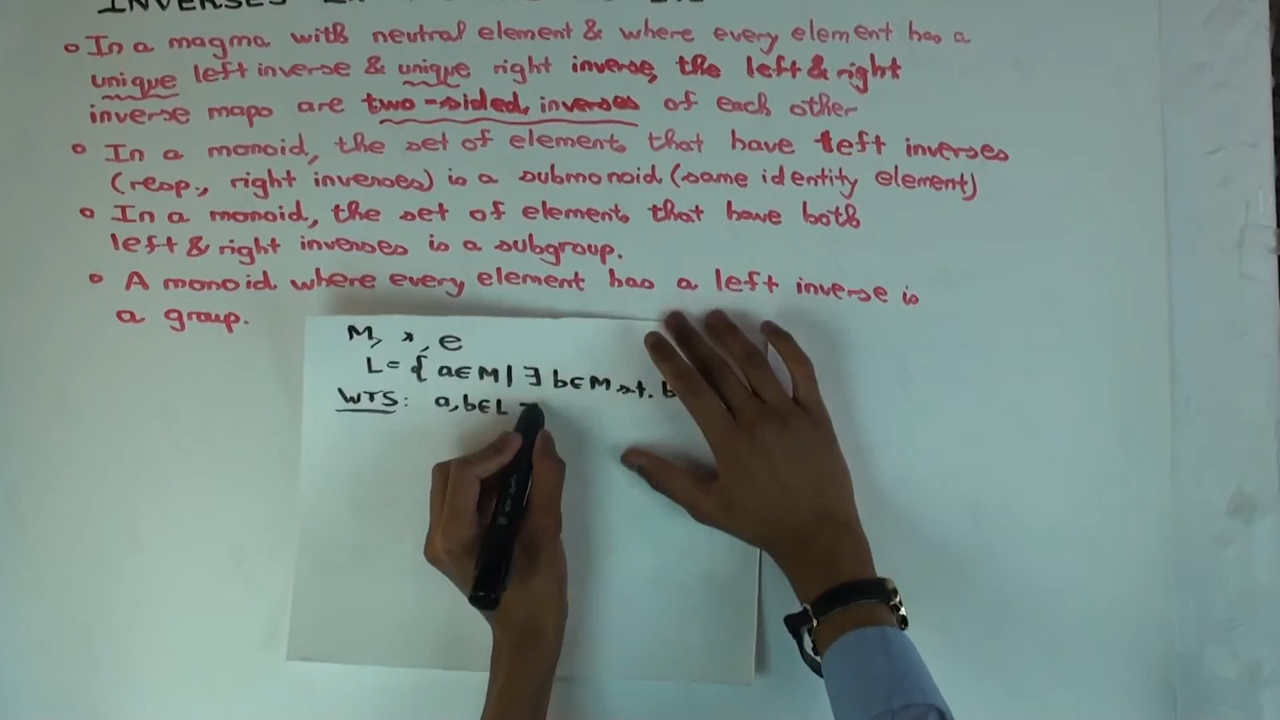 o In a magma with neutral element & where every element has a
unique left inverse & unique right inverse, the left & right
inverse maps are two-sided inverses of each other
o In a monoid, the set of elements that have left inverses
(resp., right inverses) is a submonoid (same identity element)
o In a monoid, the set of elements that have both
left & right inverses is a subgroup.
o A monoid where every element has a left inverse is
a group.
M, *, e
L = { a∈M | ∃ b∈M s.t. b
WTS: a,b∈L